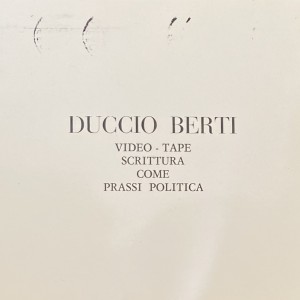 DUCCIO BERTI
VIDEO - TAPE
SCRITTURA
COME
PRASSI POLITICA